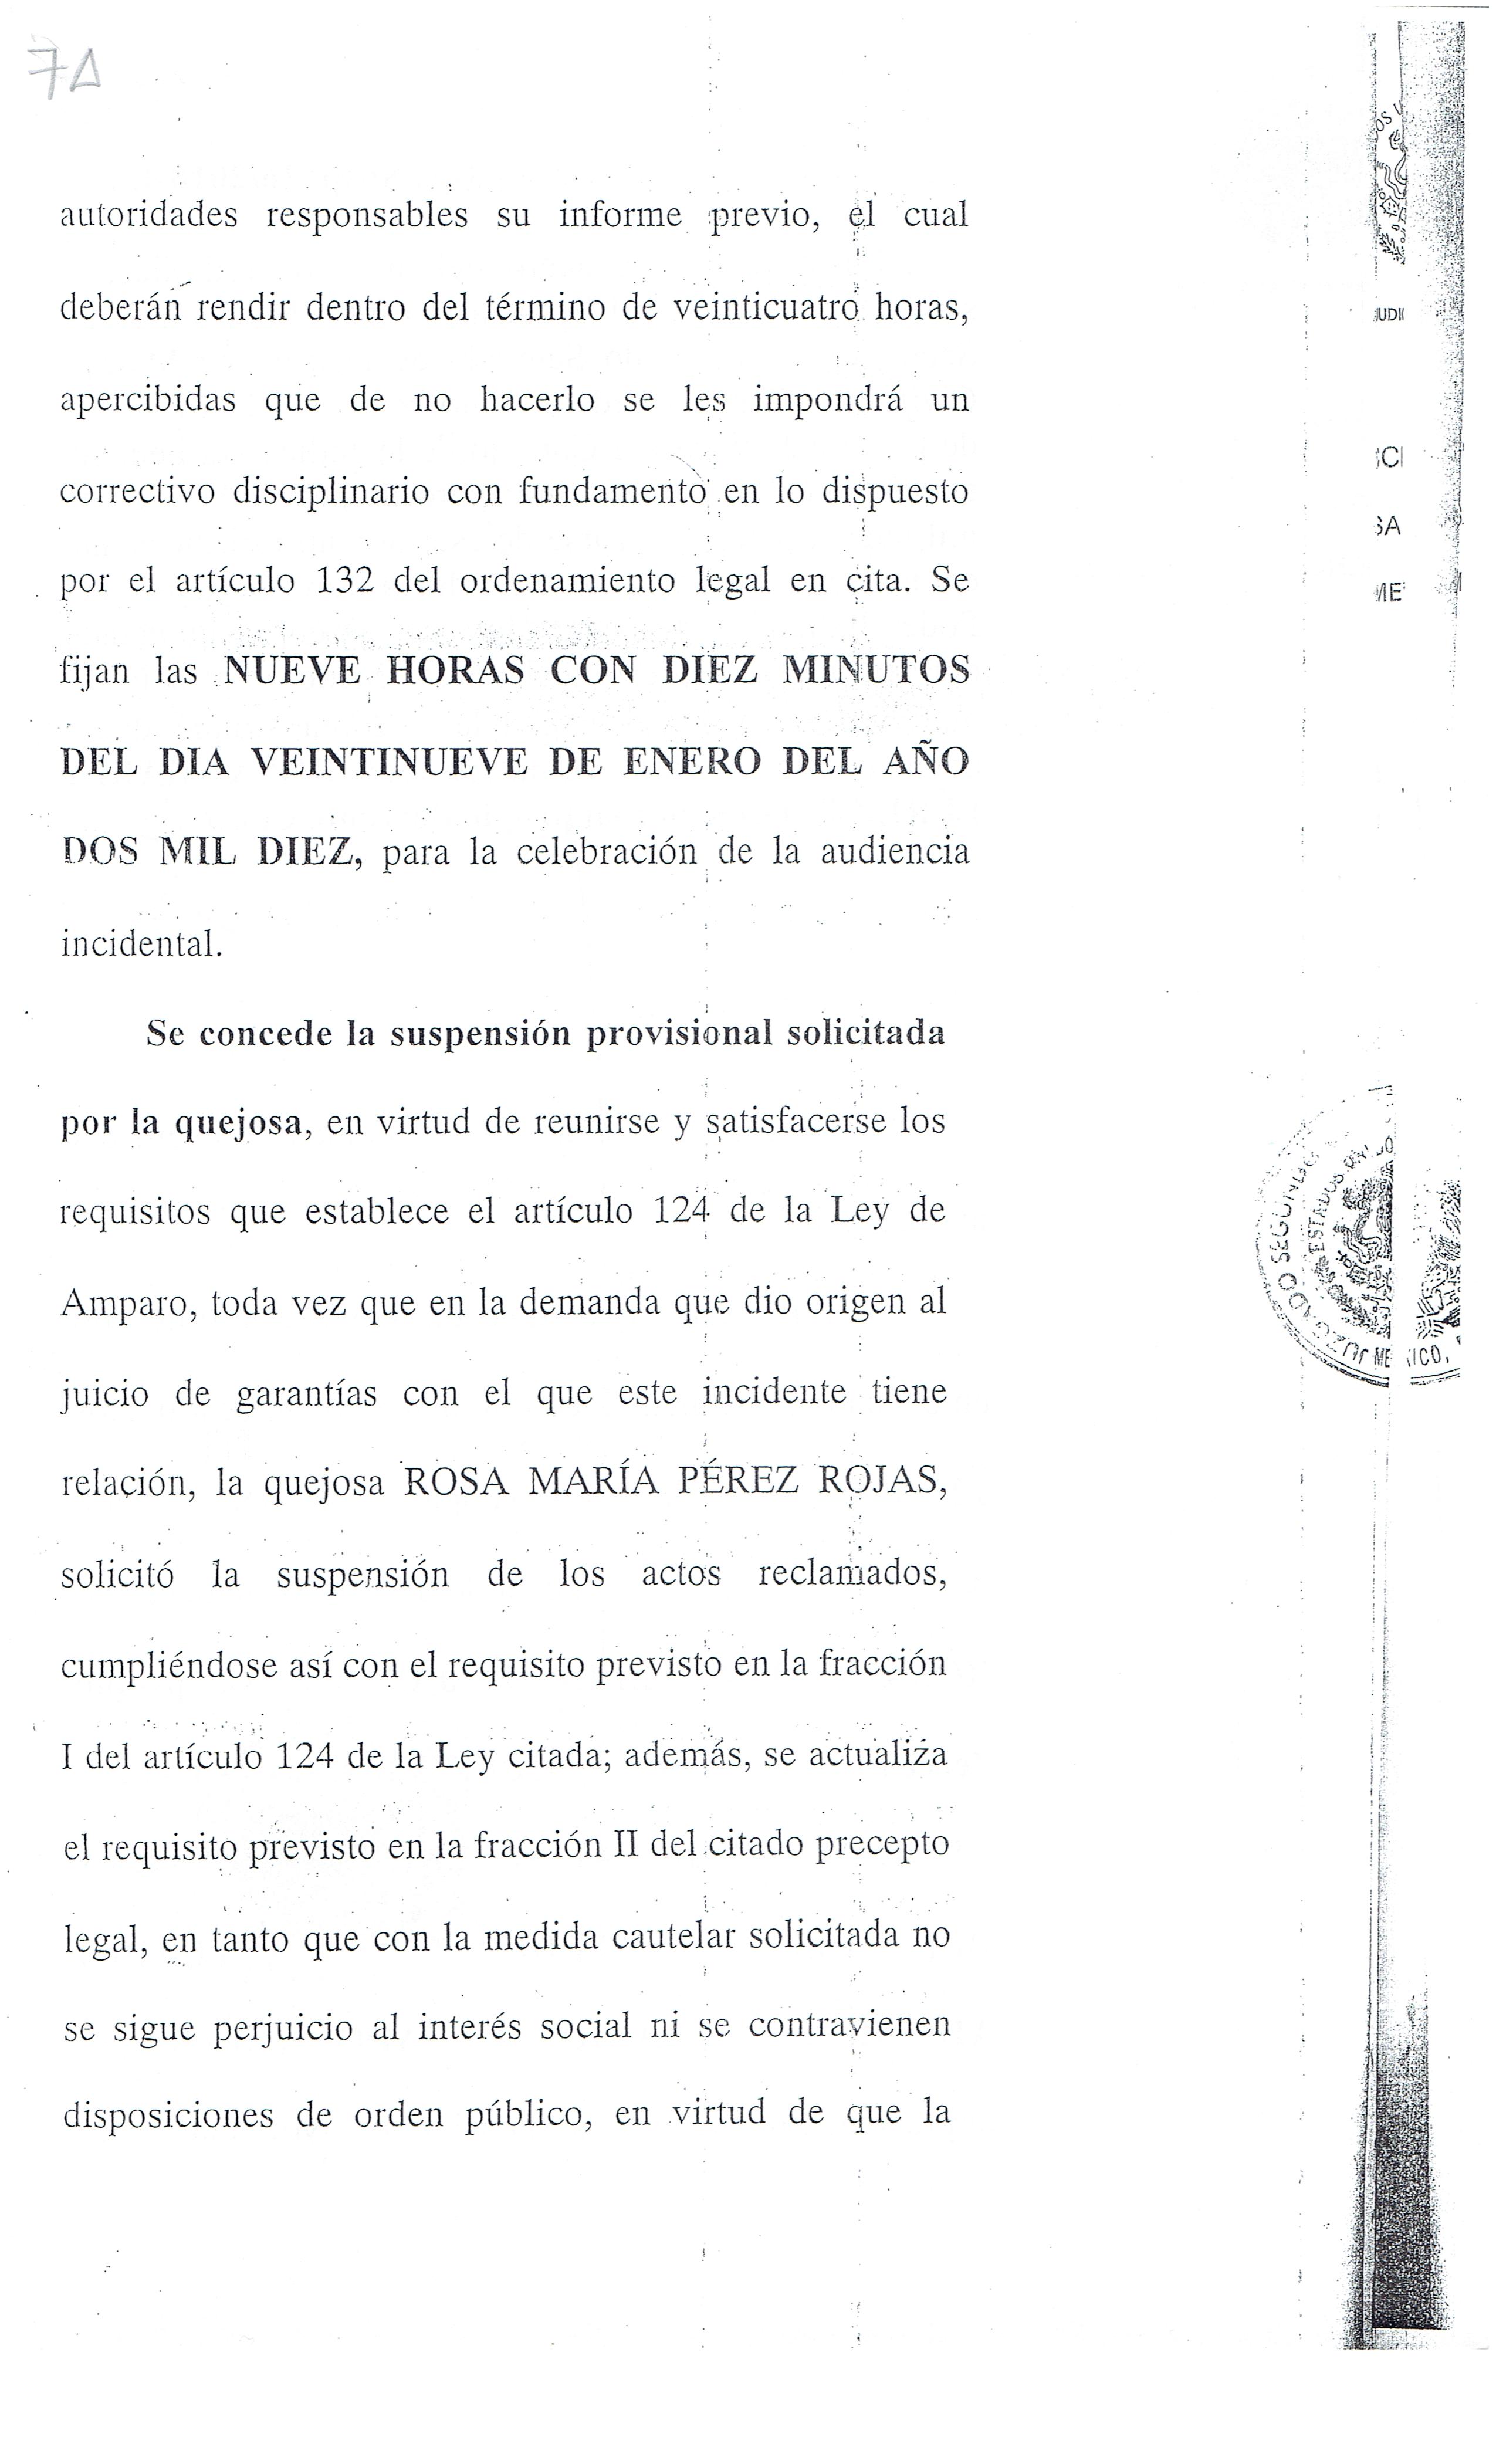 7A
autoridades responsables su informe previo, el cual
deberán rendir dentro del término de veinticuatro horas,
apercibidas que de no hacerlo se les impondrá un
correctivo disciplinario con fundamento en lo dispuesto
por el artículo 132 del ordenamiento legal en cita. Se
fijan las NUEVE HORAS CON DIEZ MINUTOS
DEL DIA VEINTINUEVE DE ENERO DEL AÑO
DOS MIL DIEZ, para la celebración de la audiencia
incidental.
Se concede la suspensión provisional solicitada
por la quejosa, en virtud de reunirse y satisfacerse los
requisitos que establece el artículo 124 de la Ley de
Amparo, toda vez que en la demanda que dio origen al
juicio de garantías con el que este incidente tiene
relación, la quejosa ROSA MARÍA PÉREZ ROJAS,
solicitó la suspensión de los actos reclamados,
cumpliéndose así con el requisito previsto en la fracción
I del artículo 124 de la Ley citada; además, se actualiza
el requisito previsto en la fracción II del citado precepto
legal, en tanto que con la medida cautelar solicitada no
se sigue perjuicio al interés social ni se contravienen
disposiciones de orden público, en virtud de que la
UDI
CI
SA
ME
JUZGADO SEGUNDO
ESTADOS UNIDO
ME
ICO,